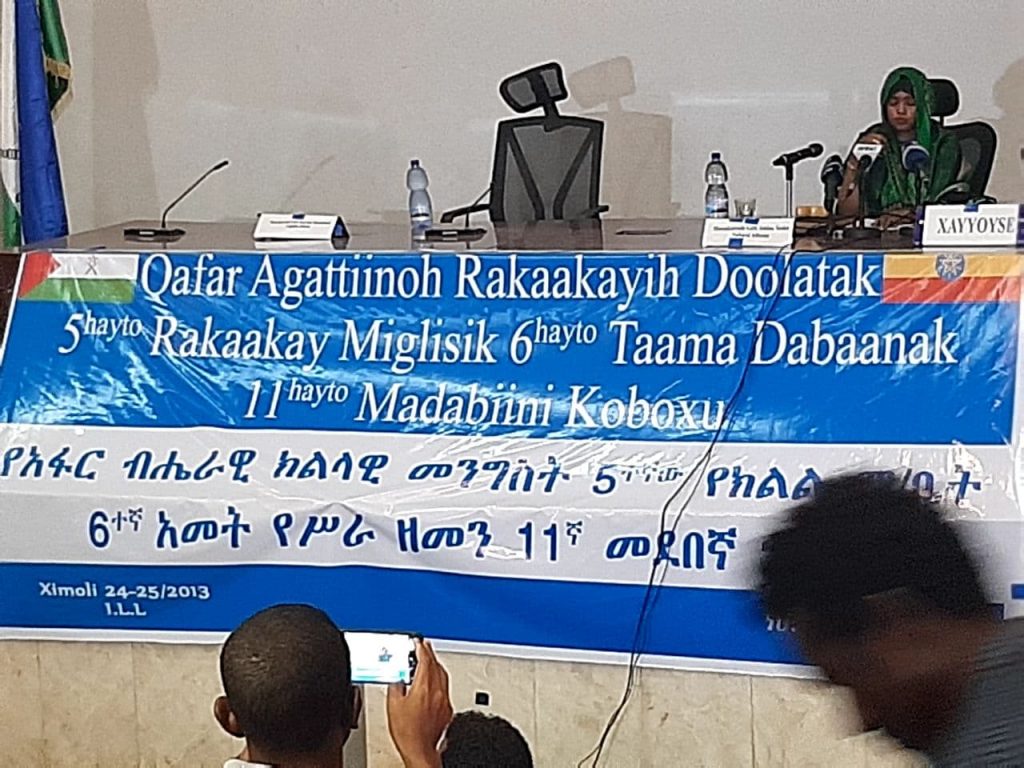 XAYYOYSE
Qafar Agattiinoh Rakaakayih Doolatak
5hayto Rakaakay Miglisik 6hayto Taama Dabaanak
11hayto Madabiini Koboxu
የአፋር ብሔራዊ ክልላዊ መንግስት 5ተኛው የክልል
6ተኛ አመት የሥራ ዘመን 11ኛ መደበኛ
Ximoli 24-25/2013
I.L.L